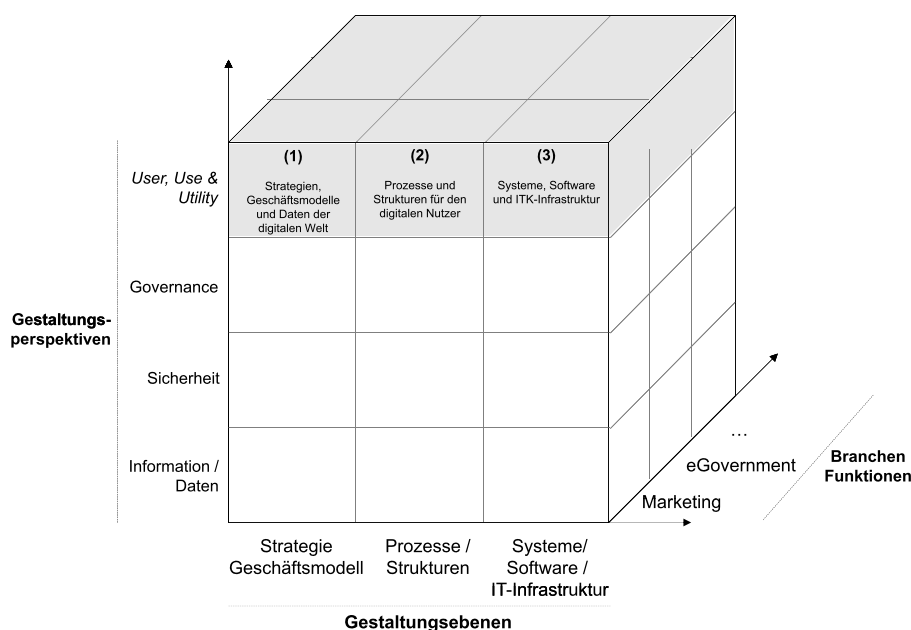 (1)
(2)
(3)
Strategien,
Geschäftsmodelle
und Daten der
digitalen Welt
Prozesse und
Strukturen für den
digitalen Nutzer
Systeme, Software
und ITK-Infrastruktur
User, Use &
Utility
Governance
Gestaltungs-
perspektiven
Sicherheit
Information /
Daten
...
eGovernment
Marketing
Branchen
Funktionen
Strategie
Geschäftsmodell
Prozesse /
Strukturen
Systeme/
Software /
IT-Infrastruktur
Gestaltungsebenen